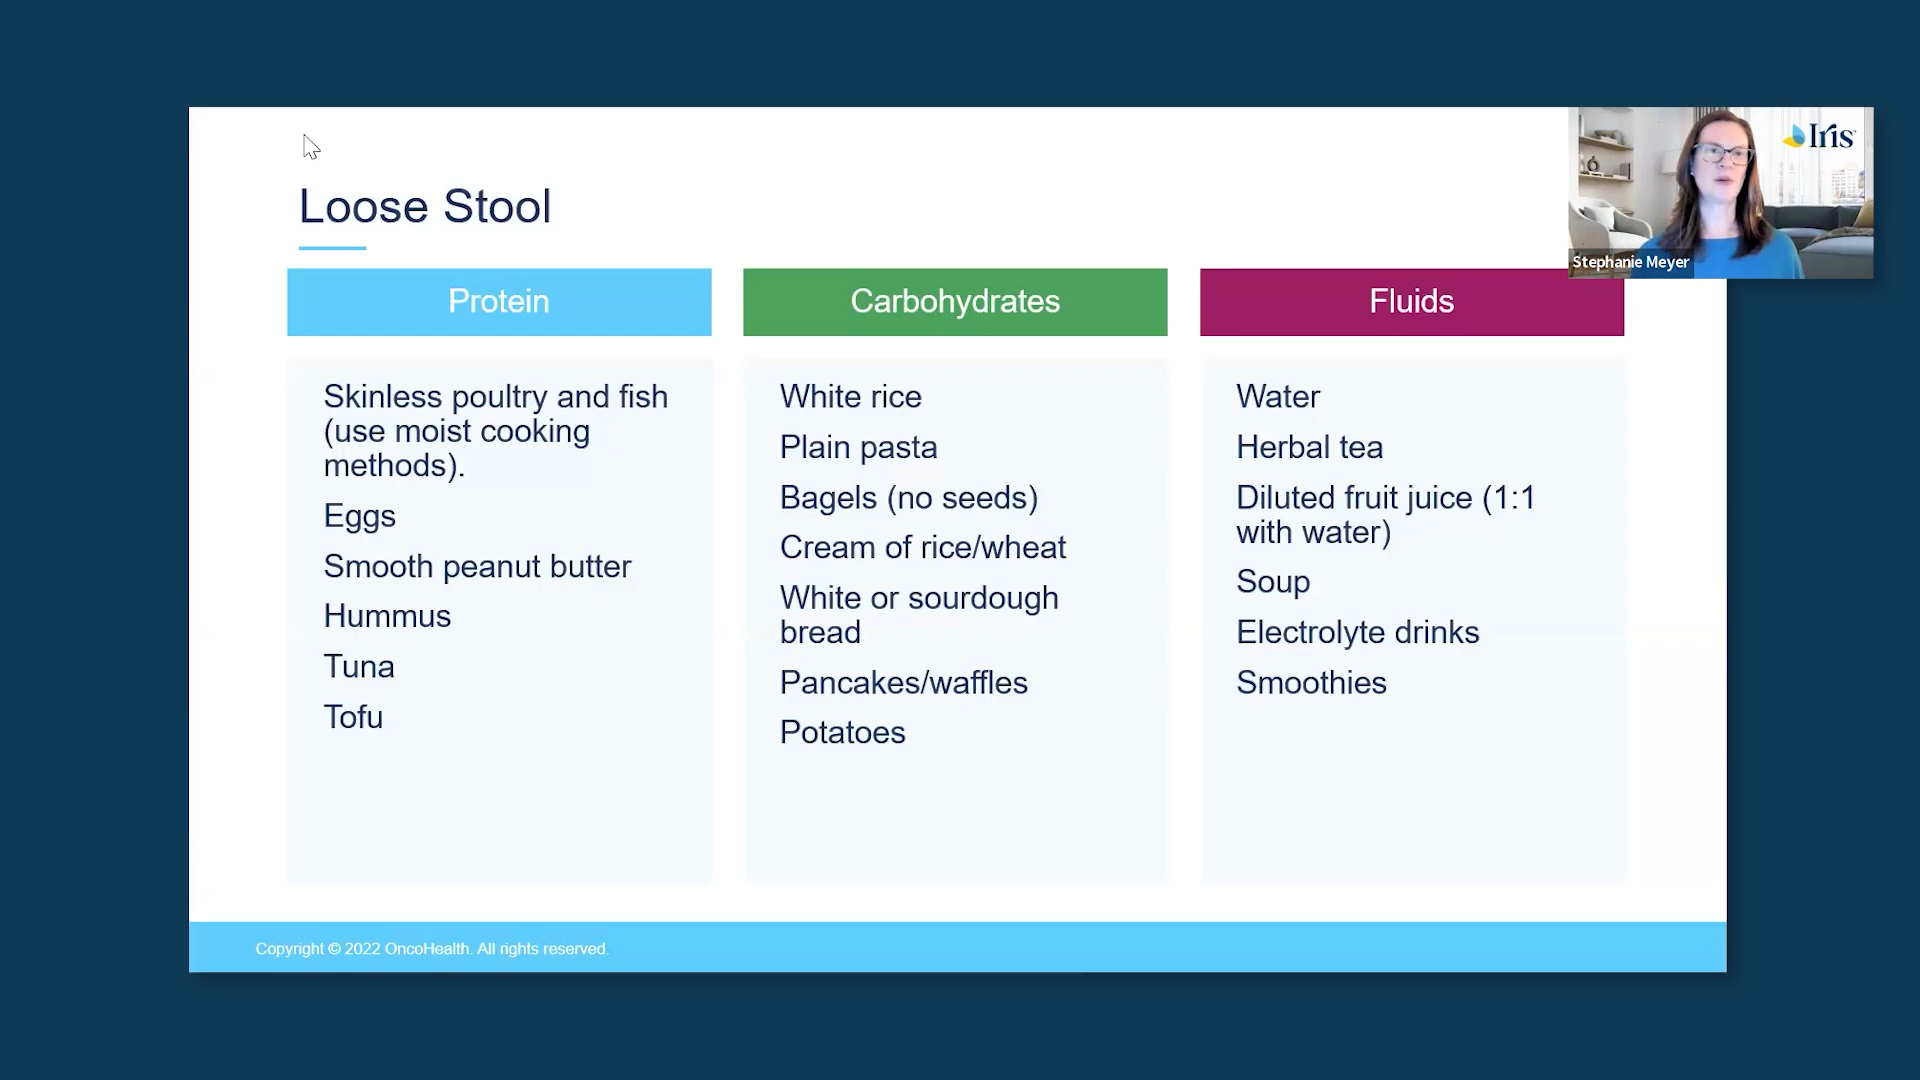 Iris
Stephanie Meyer
Loose Stool
Protein
Skinless poultry and fish
(use moist cooking
methods).
Eggs
Smooth peanut butter
Hummus
Tuna
Tofu
Carbohydrates
White rice
Plain pasta
Bagels (no seeds)
Cream of rice/wheat
White or sourdough
bread
Pancakes/waffles
Potatoes
Fluids
Water
Herbal tea
Diluted fruit juice (1:1
with water)
Soup
Electrolyte drinks
Smoothies
Copyright © 2022 OncoHealth. All rights reserved.